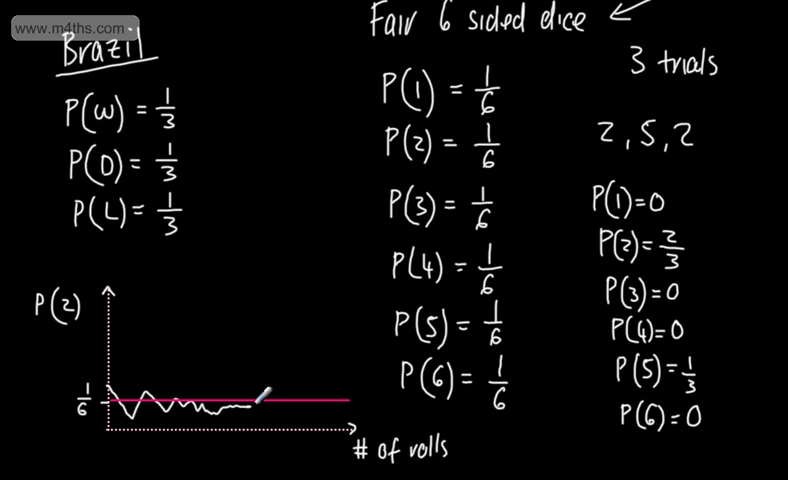 www.m4ths.com
Brazil
P(W) = 1/3
P(D) = 1/3
P(L) = 1/3
Fair 6 sided dice
P(1) = 1/6
P(2) = 1/6
P(3) = 1/6
P(4) = 1/6
P(5) = 1/6
P(6) = 1/6
3 trials
2, 5, 2
P(1)=0
P(2)=2/3
P(3)=0
P(4)=0
P(5)=1/3
P(6)=0
P(2)
1/6
# of rolls